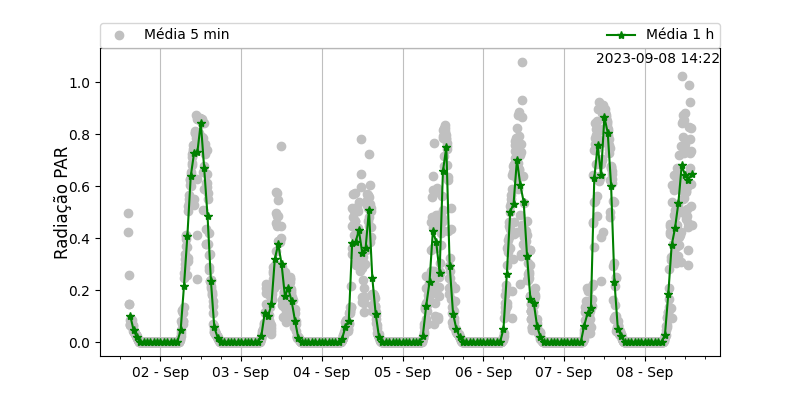 Média 5 min
Média 1 h
2023-09-08 14:22
Radiação PAR
1.0
0.8
0.6
0.4
0.2
0.0
02 - Sep
03 - Sep
04 - Sep
05 - Sep
06 - Sep
07 - Sep
08 - Sep